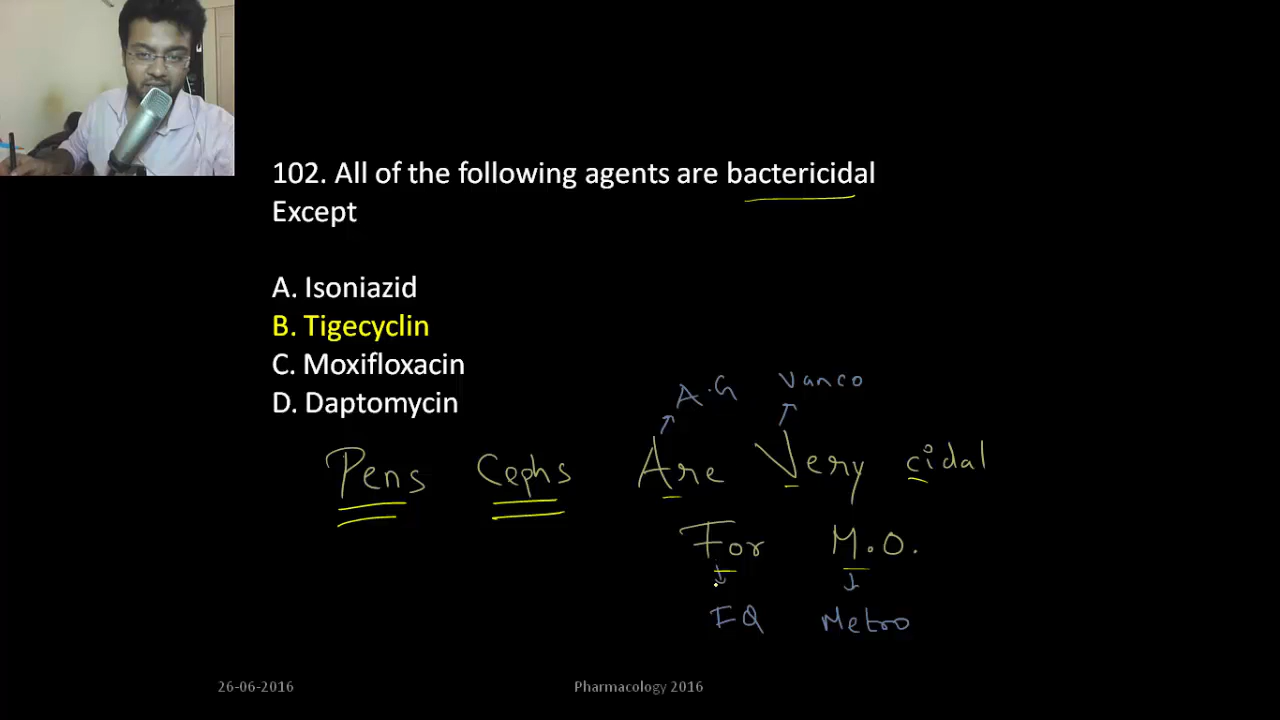 102. All of the following agents are bactericidal
Except
A. Isoniazid
B. Tigecyclin
C. Moxifloxacin
D. Daptomycin
A.G Vanco
Pens Cephs Are Very cidal
For M.O.
FQ Metro
26-06-2016 Pharmacology 2016